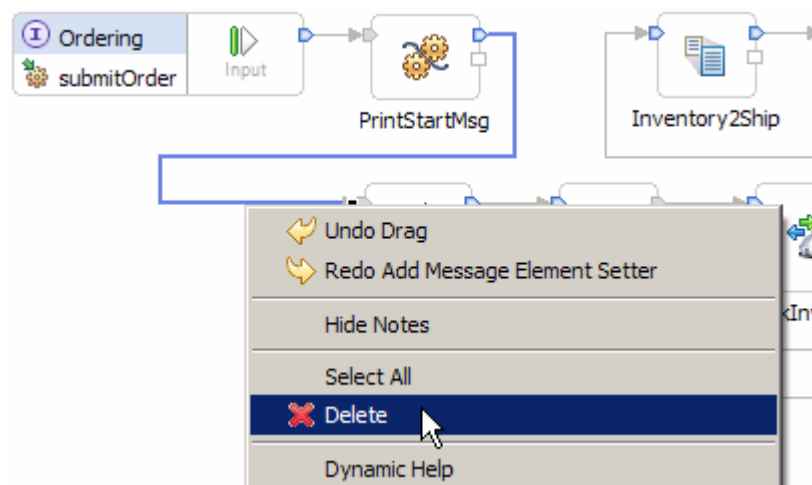 Ordering
submitOrder
Input
PrintStartMsg
Inventory2Ship
Undo Drag
Redo Add Message Element Setter
Hide Notes
Select All
Delete
Dynamic Help